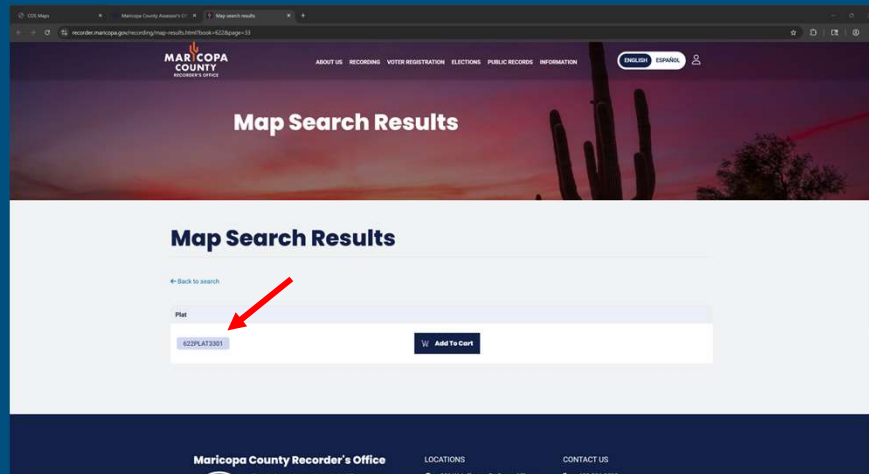 COS Maps
Maricopa County Assessor's Of
Map search results
recorder.maricopa.gov/recording/map-results.html?book=622&page=33
MARICOPA
COUNTY
RECORDER'S OFFICE
ABOUT US RECORDING VOTER REGISTRATION ELECTIONS PUBLIC RECORDS INFORMATION
ENGLISH ESPAÑOL
Map Search Results
Map Search Results
Back to search
Plat
622PLAT3301
Add To Cart
Maricopa County Recorder's Office
LOCATIONS
CONTACT US